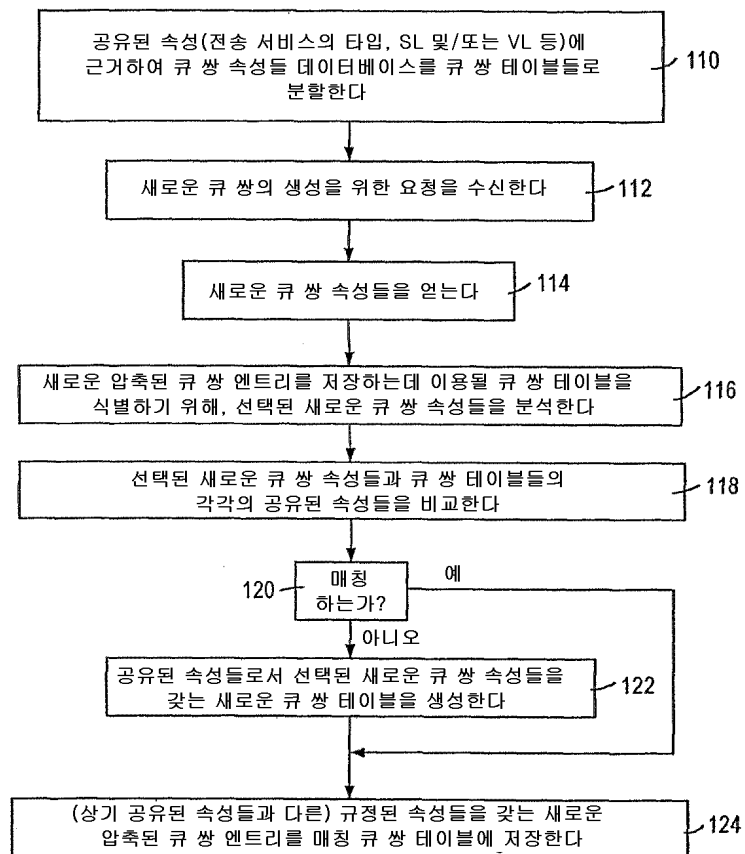 공유된 속성(전송 서비스의 타입, SL 및/또는 VL 등)에
근거하여 큐 쌍 속성들 데이터베이스를 큐 쌍 테이블들로
분할한다
110
새로운 큐 쌍의 생성을 위한 요청을 수신한다
112
새로운 큐 쌍 속성들을 얻는다
114
새로운 압축된 큐 쌍 엔트리를 저장하는데 이용될 큐 쌍 테이블을
식별하기 위해, 선택된 새로운 큐 쌍 속성들을 분석한다
116
선택된 새로운 큐 쌍 속성들과 큐 쌍 테이블들의
각각의 공유된 속성들을 비교한다
118
120
매칭
하는가?
예
아니오
공유된 속성들로서 선택된 새로운 큐 쌍 속성들을
갖는 새로운 큐 쌍 테이블을 생성한다
122
(상기 공유된 속성들과 다른) 규정된 속성들을 갖는 새로운
압축된 큐 쌍 엔트리를 매칭 큐 쌍 테이블에 저장한다
124